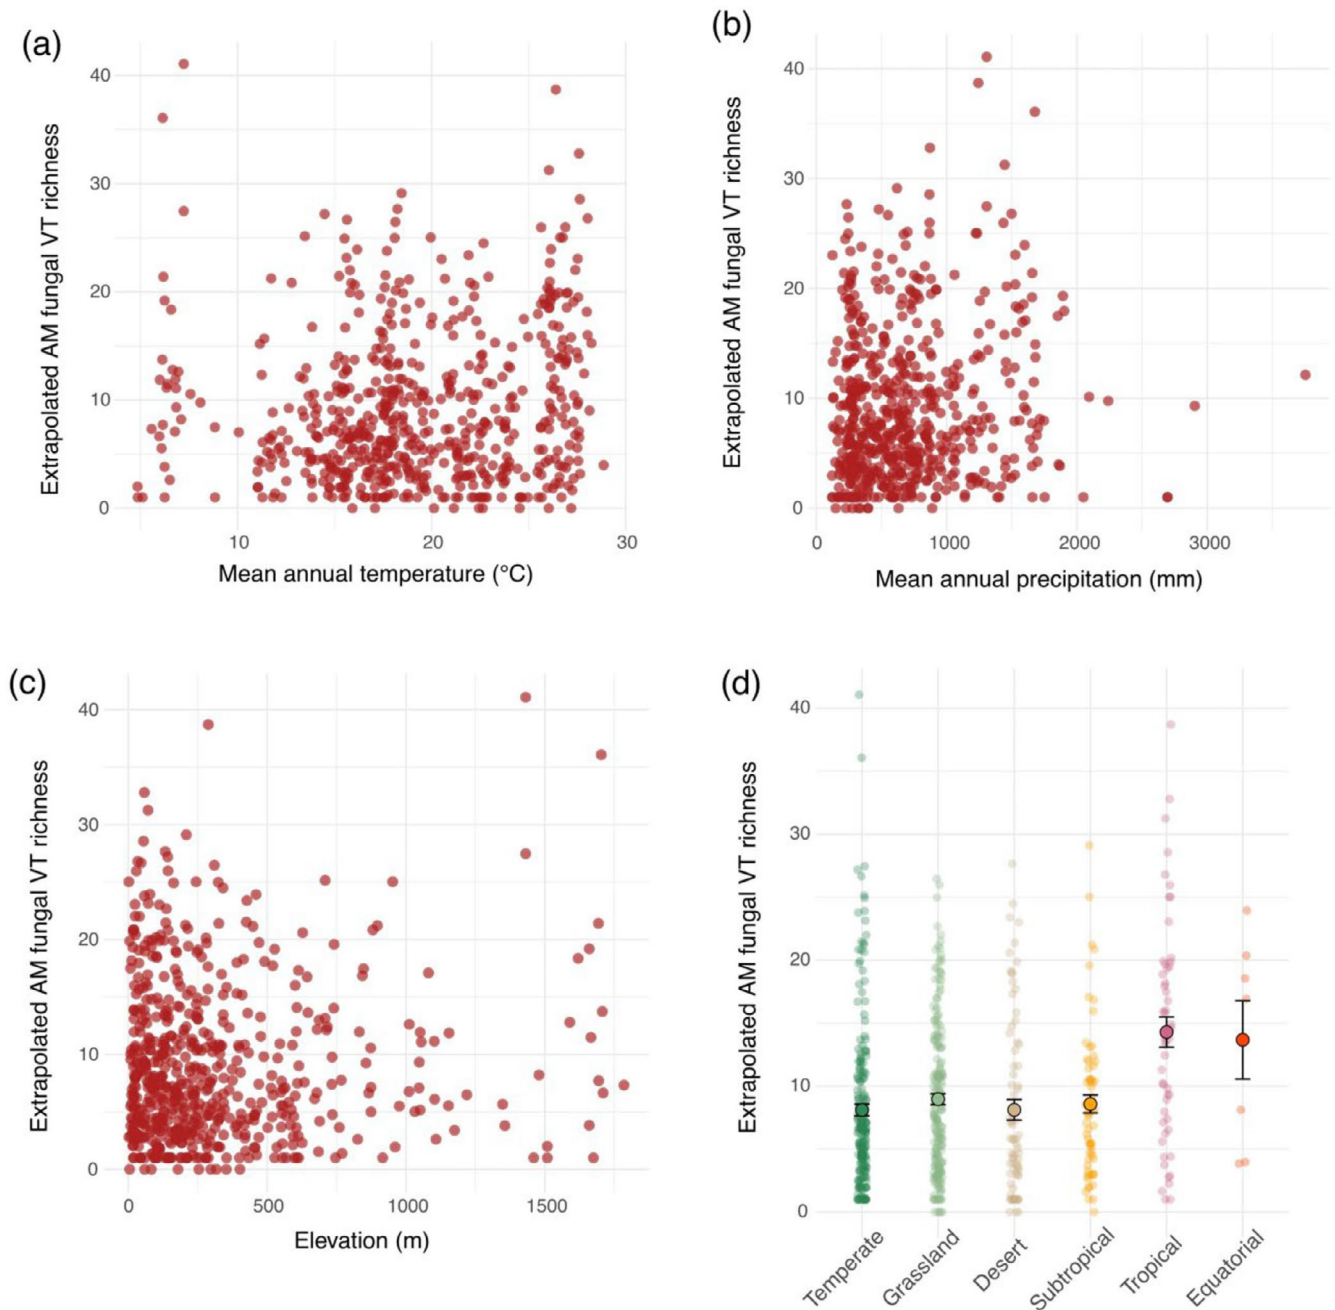 (a)
Extrapolated AM fungal VT richness
40
30
20
10
0
10 20 30
Mean annual temperature (°C)
(b)
Extrapolated AM fungal VT richness
40
30
20
10
0
0 1000 2000 3000
Mean annual precipitation (mm)
(c)
Extrapolated AM fungal VT richness
40
30
20
10
0
0 500 1000 1500
Elevation (m)
(d)
Extrapolated AM fungal VT richness
40
30
20
10
0
Temperate
Grassland
Desert
Subtropical
Tropical
Equatorial